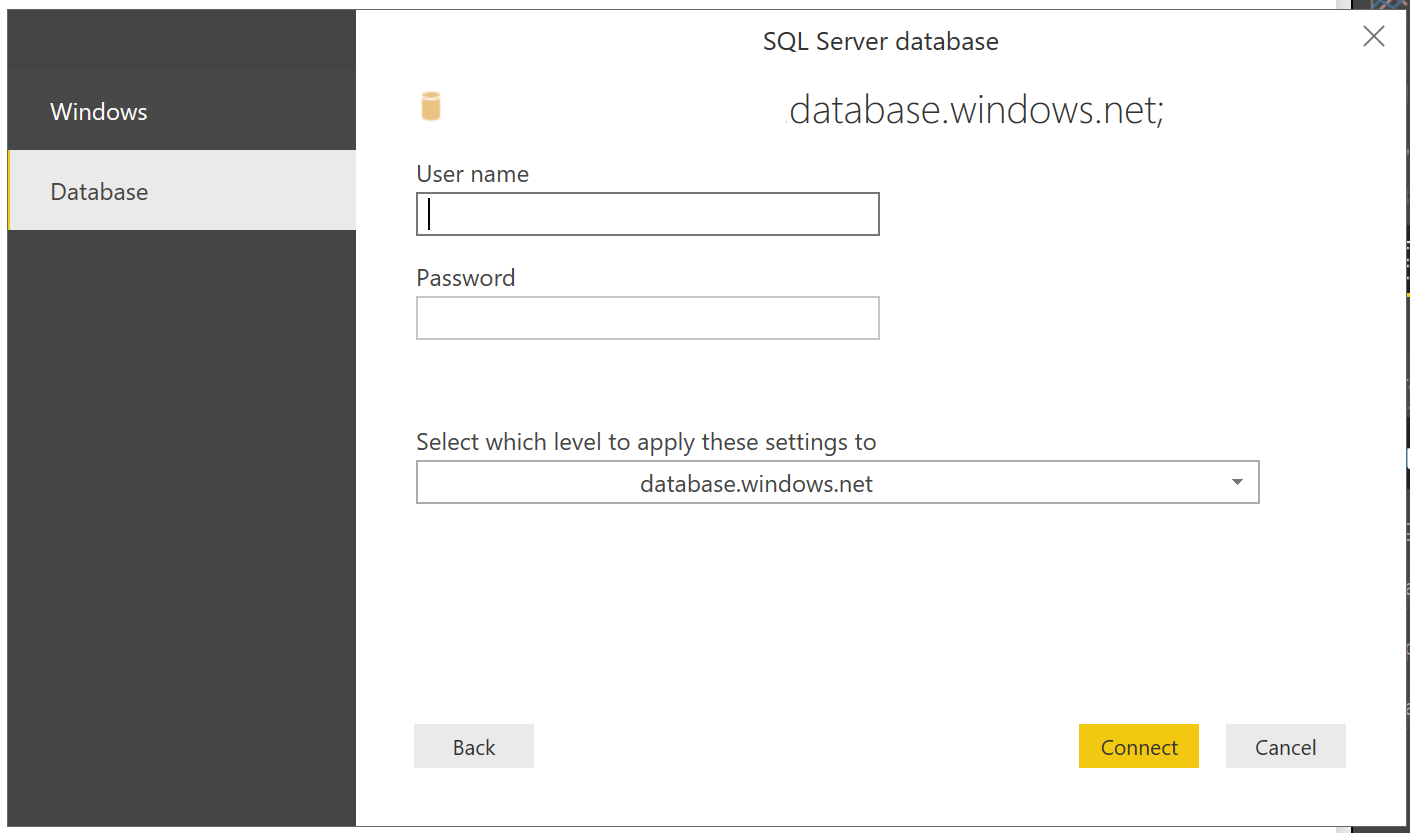 SQL Server database
Windows
Database
.database.windows.net;
User name
Password
Select which level to apply these settings to
database.windows.net
Back
Connect
Cancel